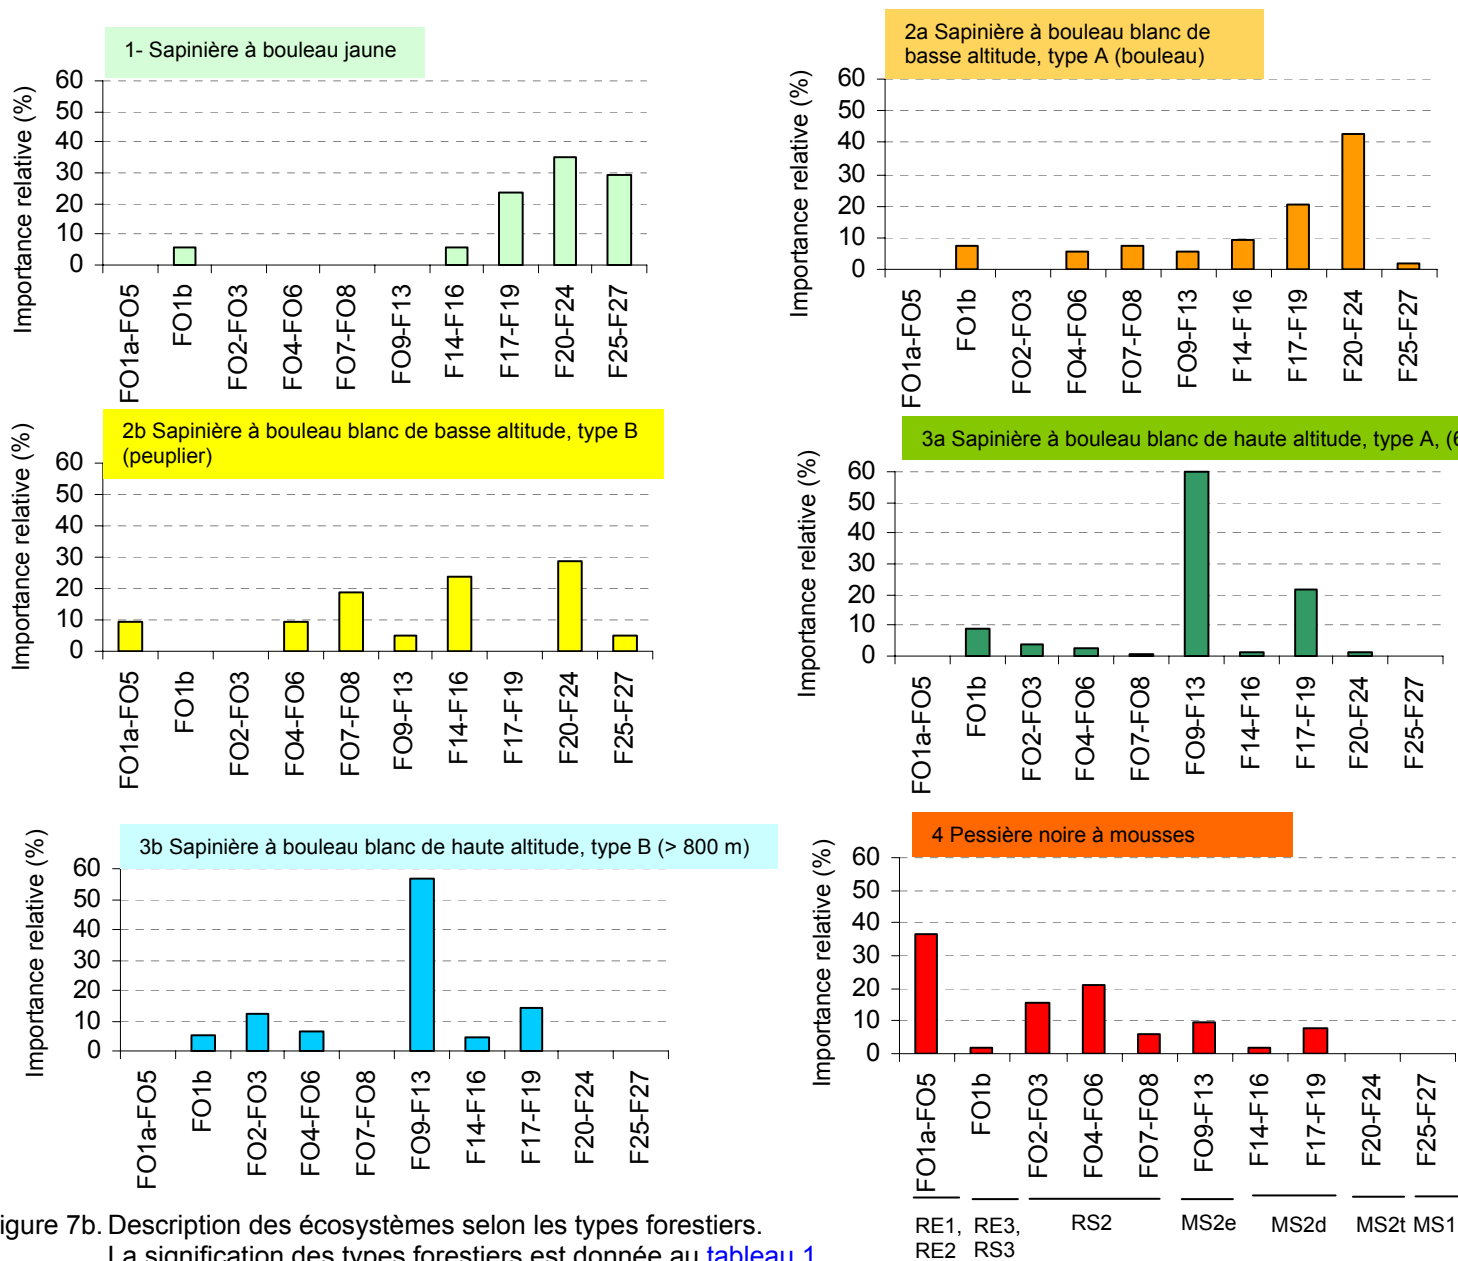 1- Sapinière à bouleau jaune
Importance relative (%)
60
50
40
30
20
10
0
FO1a-FO5
FO1b
FO2-FO3
FO4-FO6
FO7-FO8
FO9-F13
F14-F16
F17-F19
F20-F24
F25-F27
2a Sapinière à bouleau blanc de
basse altitude, type A (bouleau)
Importance relative (%)
60
50
40
30
20
10
0
FO1a-FO5
FO1b
FO2-FO3
FO4-FO6
FO7-FO8
FO9-F13
F14-F16
F17-F19
F20-F24
F25-F27
2b Sapinière à bouleau blanc de basse altitude, type B
(peuplier)
Importance relative (%)
60
50
40
30
20
10
0
FO1a-FO5
FO1b
FO2-FO3
FO4-FO6
FO7-FO8
FO9-F13
F14-F16
F17-F19
F20-F24
F25-F27
3a Sapinière à bouleau blanc de haute altitude, type A, (6
Importance relative (%)
60
50
40
30
20
10
0
FO1a-FO5
FO1b
FO2-FO3
FO4-FO6
FO7-FO8
FO9-F13
F14-F16
F17-F19
F20-F24
F25-F27
3b Sapinière à bouleau blanc de haute altitude, type B (> 800 m)
Importance relative (%)
60
50
40
30
20
10
0
FO1a-FO5
FO1b
FO2-FO3
FO4-FO6
FO7-FO8
FO9-F13
F14-F16
F17-F19
F20-F24
F25-F27
4 Pessière noire à mousses
Importance relative (%)
60
50
40
30
20
10
0
FO1a-FO5
FO1b
FO2-FO3
FO4-FO6
FO7-FO8
FO9-F13
F14-F16
F17-F19
F20-F24
F25-F27
RE1,
RE2
RE3,
RS3
RS2
MS2e
MS2d
MS2t
MS1
igure 7b. Description des écosystèmes selon les types forestiers.
La signification des types forestiers est donnée au tableau 1